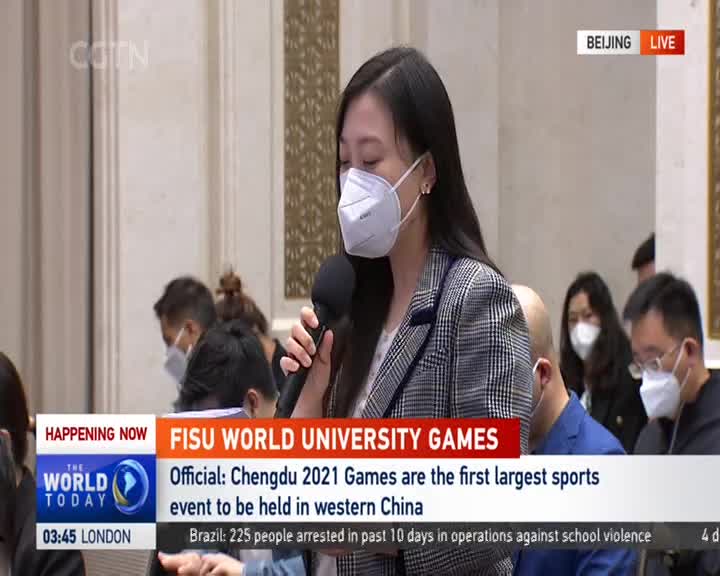 CGTN
BEIJING LIVE
HAPPENING NOW
FISU WORLD UNIVERSITY GAMES
THE
WORLD
TODAY
Official: Chengdu 2021 Games are the first largest sports
event to be held in western China
03:45 LONDON
Brazil: 225 people arrested in past 10 days in operations against school violence
4 d